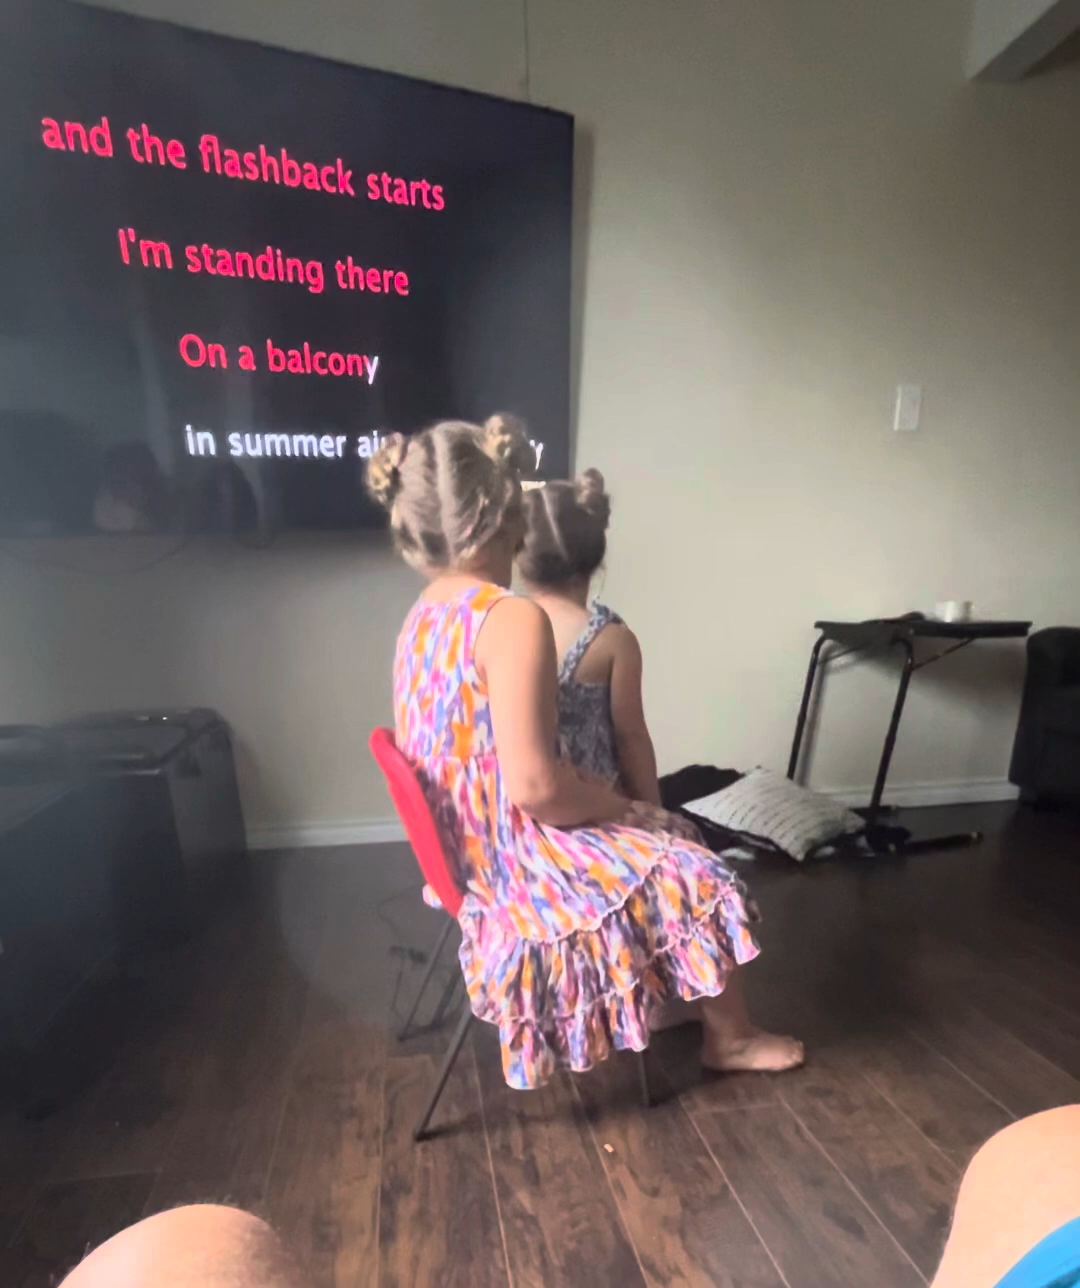 and the flashback starts
I'm standing there
On a balcony
in summer